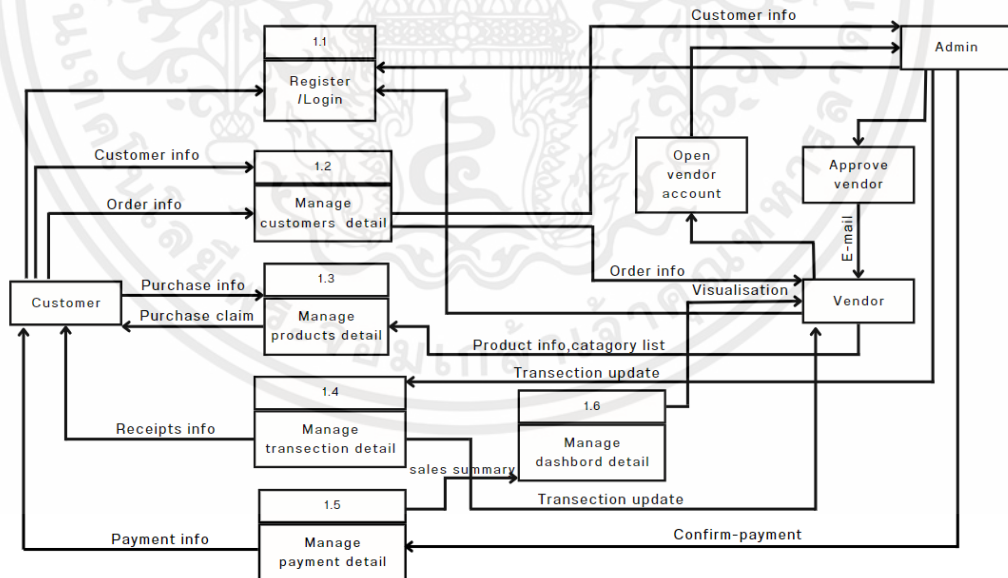 Customer info
1.1
Admin
Register
/Login
Customer info
1.2
Open
vendor
account
Approve
vendor
Order info
Manage
customers detail
E-mail
Order info
1.3
Purchase info
Visualisation
Customer
Vendor
Purchase claim
Manage
products detail
Product info,catagory list
Transection update
1.4
1.6
Receipts info
Manage
transection detail
Manage
dashbord detail
sales summary
1.5
Transection update
Payment info
Manage
payment detail
Confirm-payment